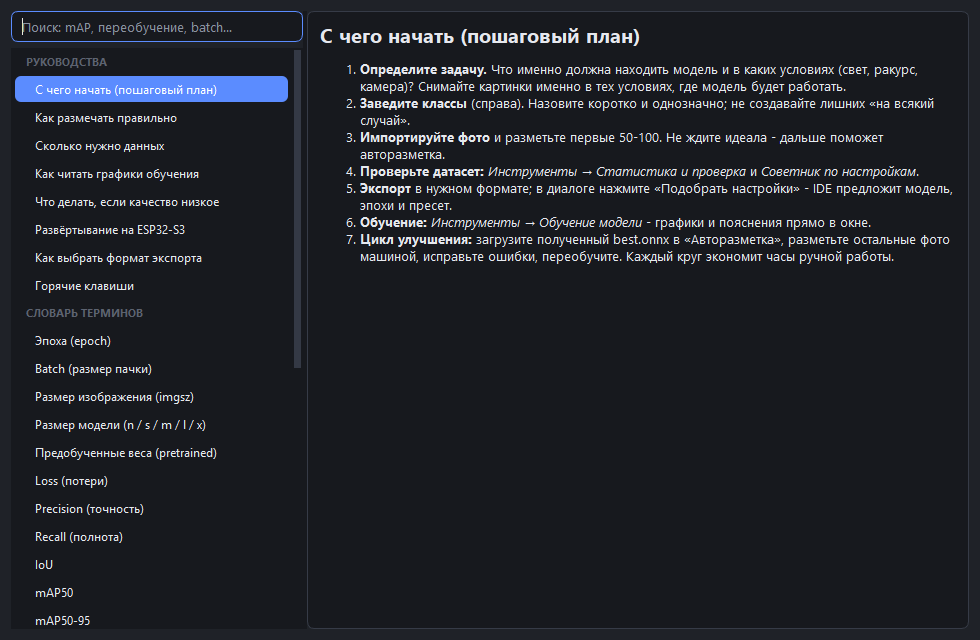 Поиск: mAP, переобучение, batch...
РУКОВОДСТВА
С чего начать (пошаговый план)
Как размечать правильно
Сколько нужно данных
Как читать графики обучения
Что делать, если качество низкое
Развёртывание на ESP32-S3
Как выбрать формат экспорта
Горячие клавиши
СЛОВАРЬ ТЕРМИНОВ
Эпоха (epoch)
Batch (размер пачки)
Размер изображения (imgsz)
Размер модели (n / s / m / l / x)
Предобученные веса (pretrained)
Loss (потери)
Precision (точность)
Recall (полнота)
IoU
mAP50
mAP50-95
С чего начать (пошаговый план)
1. Определите задачу. Что именно должна находить модель и в каких условиях (свет, ракурс,
камера)? Снимайте картинки именно в тех условиях, где модель будет работать.
2. Заведите классы (справа). Назовите коротко и однозначно; не создавайте лишних «на всякий
случай».
3. Импортируйте фото и разметьте первые 50-100. Не ждите идеала - дальше поможет
авторазметка.
4. Проверьте датасет: Инструменты → Статистика и проверка и Советник по настройкам.
5. Экспорт в нужном формате; в диалоге нажмите «Подобрать настройки» - IDE предложит модель,
эпохи и пресет.
6. Обучение: Инструменты → Обучение модели - графики и пояснения прямо в окне.
7. Цикл улучшения: загрузите полученный best.onnx в «Авторазметка», разметьте остальные фото
машиной, исправьте ошибки, переобучите. Каждый круг экономит часы ручной работы.